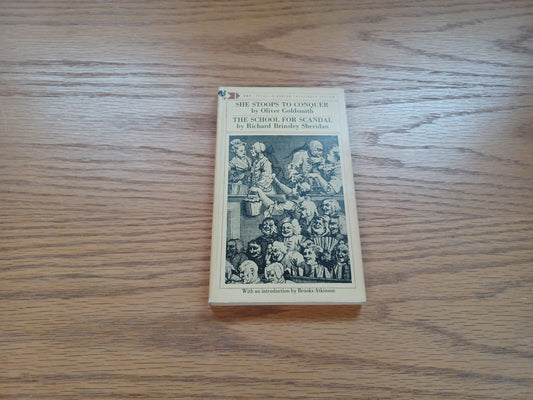 SHE STOOPS TO CONQUER
by Oliver Goldsmith
THE SCHOOL FOR SCANDAL
by Richard Brinsley Sheridan
With an introduction by Brooks Atkinson